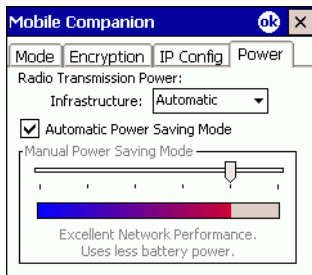 Mobile Companion ok
Mode Encryption IP Config Power
Radio Transmission Power:
Infrastructure: Automatic
Automatic Power Saving Mode
Manual Power Saving Mode
Excellent Network Performance.
Uses less battery power.